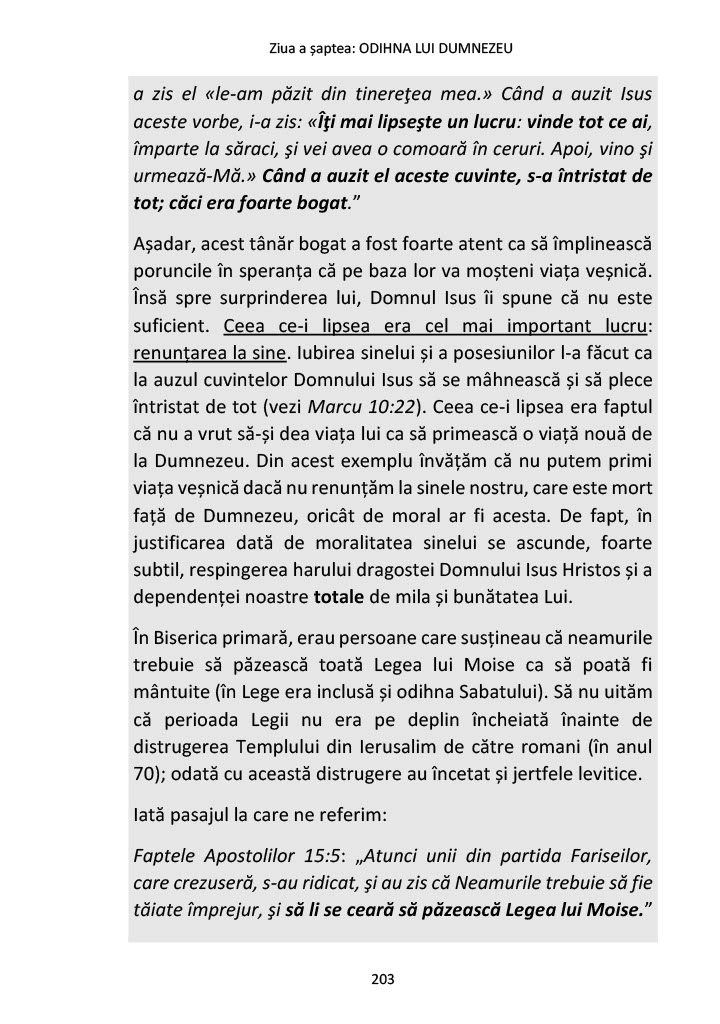 Ziua a șaptea: ODIHNA LUI DUMNEZEU
a zis el «le-am păzit din tinereţea mea.» Când a auzit Isus
aceste vorbe, i-a zis: «Îţi mai lipseşte un lucru: vinde tot ce ai,
împarte la săraci, şi vei avea o comoară în ceruri. Apoi, vino şi
urmează-Mă.» Când a auzit el aceste cuvinte, s-a întristat de
tot; căci era foarte bogat.”
Așadar, acest tânăr bogat a fost foarte atent ca să împlinească
poruncile în speranța că pe baza lor va moșteni viața veșnică.
Însă spre surprinderea lui, Domnul Isus îi spune că nu este
suficient. Ceea ce-i lipsea era cel mai important lucru:
renunțarea la sine. Iubirea sinelui și a posesiunilor l-a făcut ca
la auzul cuvintelor Domnului Isus să se mâhnească și să plece
întristat de tot (vezi Marcu 10:22). Ceea ce-i lipsea era faptul
că nu a vrut să-și dea viața lui ca să primească o viață nouă de
la Dumnezeu. Din acest exemplu învățăm că nu putem primi
viața veșnică dacă nu renunțăm la sinele nostru, care este mort
față de Dumnezeu, oricât de moral ar fi acesta. De fapt, în
justificarea dată de moralitatea sinelui se ascunde, foarte
subtil, respingerea harului dragostei Domnului Isus Hristos și a
dependenței noastre totale de mila și bunătatea Lui.
În Biserica primară, erau persoane care susțineau că neamurile
trebuie să păzească toată Legea lui Moise ca să poată fi
mântuite (în Lege era inclusă și odihna Sabatului). Să nu uităm
că perioada Legii nu era pe deplin încheiată înainte de
distrugerea Templului din Ierusalim de către romani (în anul
70); odată cu această distrugere au încetat și jertfele levitice.
Iată pasajul la care ne referim:
Faptele Apostolilor 15:5: „Atunci unii din partida Fariseilor,
care crezuseră, s-au ridicat, şi au zis că Neamurile trebuie să fie
tăiate împrejur, şi să li se ceară să păzească Legea lui Moise.”
203